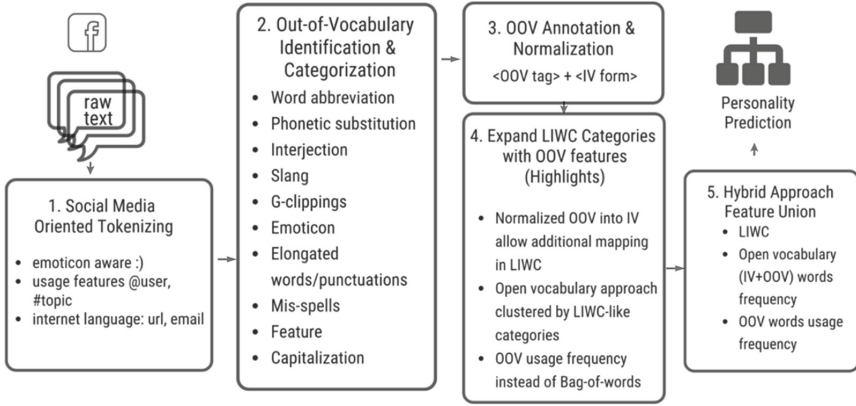 f
raw
text
1. Social Media
Oriented Tokenizing
• emoticon aware :)
• usage features @user,
#topic
• internet language: url, email
2. Out-of-Vocabulary
Identification &
Categorization
• Word abbreviation
• Phonetic substitution
• Interjection
• Slang
• G-clippings
• Emoticon
• Elongated
words/punctuations
• Mis-spells
• Feature
• Capitalization
3. OOV Annotation &
Normalization
<OOV tag> + <IV form>
4. Expand LIWC Categories
with OOV features
(Highlights)
• Normalized OOV into IV
allow additional mapping
in LIWC
• Open vocabulary approach
clustered by LIWC-like
categories
• OOV usage frequency
instead of Bag-of-words
5. Hybrid Approach
Feature Union
• LIWC
• Open vocabulary
(IV+OOV) words
frequency
• OOV words usage
frequency
Personality
Prediction